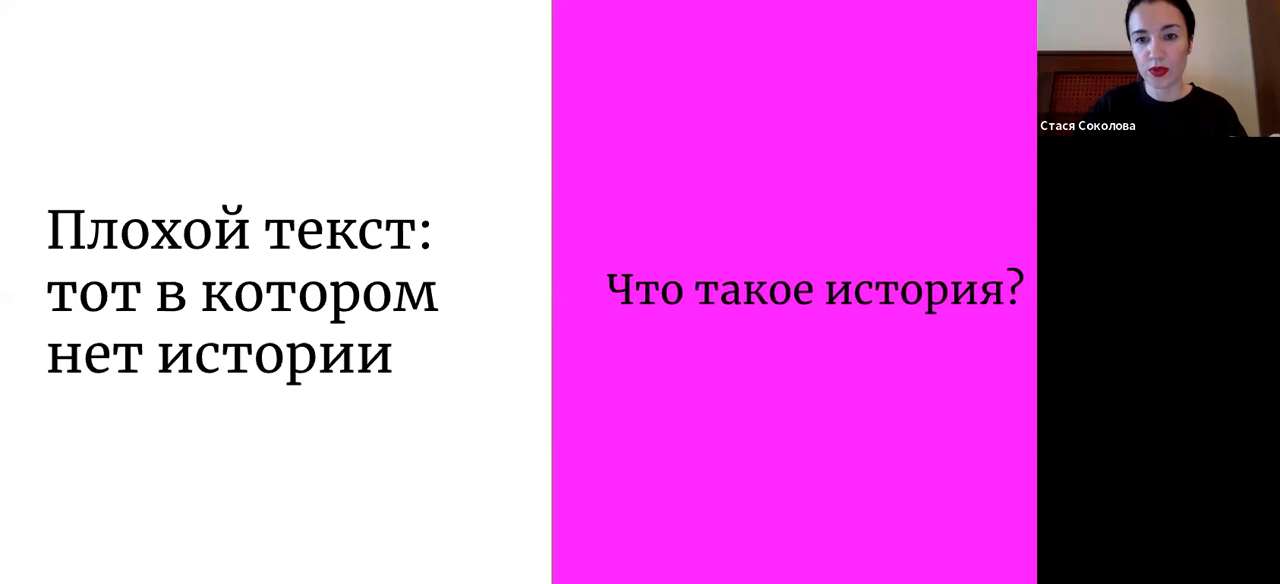 Плохой текст:
тот в котором
нет истории
Что такое история?
Стася Соколова